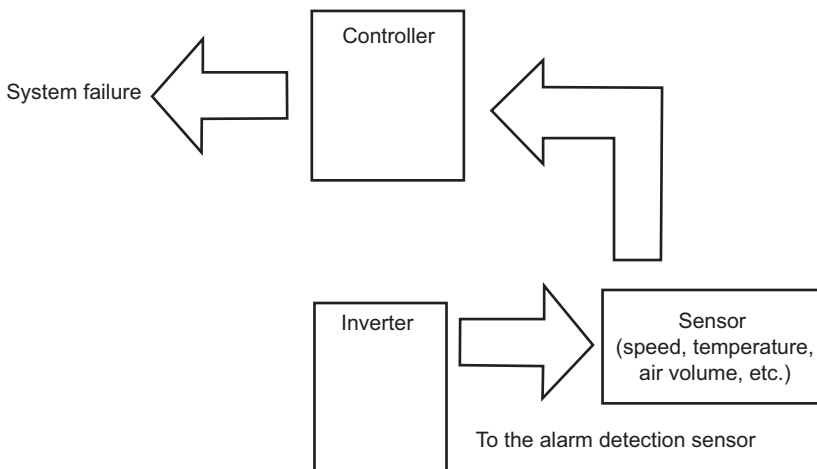 Controller
System failure
Inverter
Sensor
(speed, temperature,
air volume, etc.)
To the alarm detection sensor